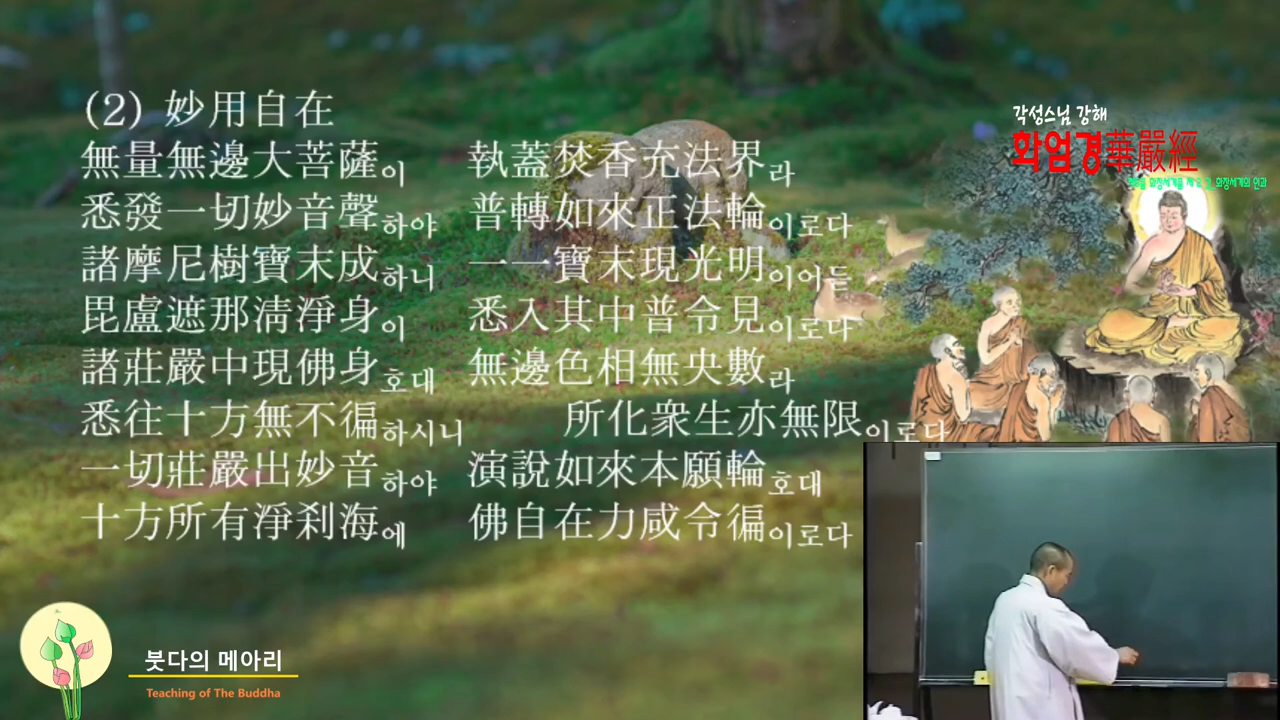 (2) 妙用自在
無量無邊大菩薩이 執蓋焚香充法界라
悉發一切妙音聲하야 普轉如來正法輪이로다
諸摩尼樹寶末成하니 一一寶末現光明이어든
毘盧遮那淸淨身이 悉入其中普令見이로다
諸莊嚴中現佛身호대 無邊色相無央數라
悉往十方無不徧하시니 所化衆生亦無限이로다
一切莊嚴出妙音하야 演說如來本願輪호대
十方所有淨刹海에 佛自在力咸令徧이로다
각성스님 강해
화엄경華嚴經
붓다의 메아리
Teaching of The Buddha